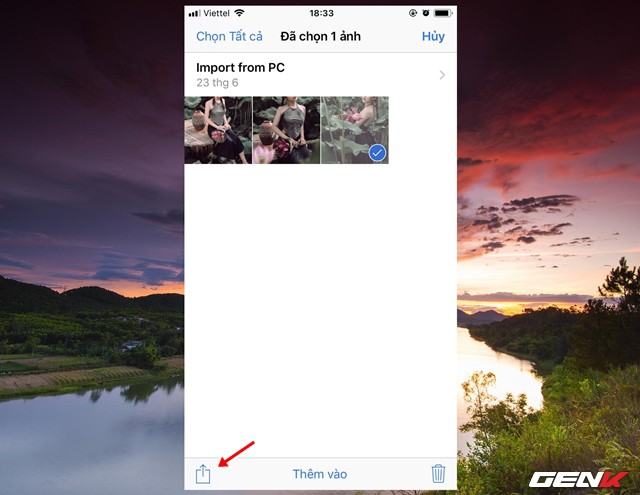 Viettel 18:33
Chọn Tất cả Đã chọn 1 ảnh Hủy
Import from PC
23 thg 6
Thêm vào
GENK